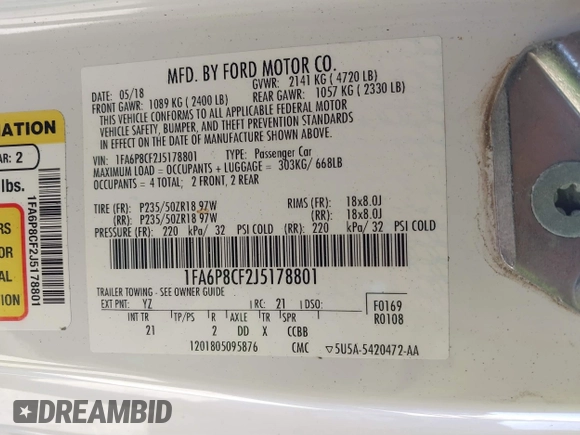 MFD. BY FORD MOTOR CO.
DATE: 05/18 GVWR: 2141 KG ( 4720 LB)
FRONT GAWR: 1089 KG ( 2400 LB) REAR GAWR: 1057 KG ( 2330 LB)
THIS VEHICLE CONFORMS TO ALL APPLICABLE FEDERAL MOTOR
VEHICLE SAFETY, BUMPER, AND THEFT PREVENTION STANDARDS
IN EFFECT ON THE DATE OF MANUFACTURE SHOWN ABOVE.
VIN: 1FA6P8CF2J5178801 TYPE: Passenger Car
MAXIMUM LOAD = OCCUPANTS + LUGGAGE = 303KG/ 668LB
OCCUPANTS = 4 TOTAL; 2 FRONT, 2 REAR
TIRE (FR): P235/50ZR18 97W RIMS (FR): 18x8.0J
(RR): P235/50ZR18 97W (RR): 18x8.0J
PRESSURE (FR): 220 kPa/ 32 PSI COLD (RR): 220 kPa/ 32 PSI COLD
1FA6P8CF2J5178801
TRAILER TOWING - SEE OWNER GUIDE
EXT PNT: YZ RC: 21 DSO: F0169
INT TR TP/PS R AXLE TR SPR R0108
21 2 DD X CCBB
1201805095876 CMC ▽5U5A-5420472-AA
MATION
AR: 2
lbs.
RS
OR
AL
ION
1FA6P8CF2J5178801
DREAMBID